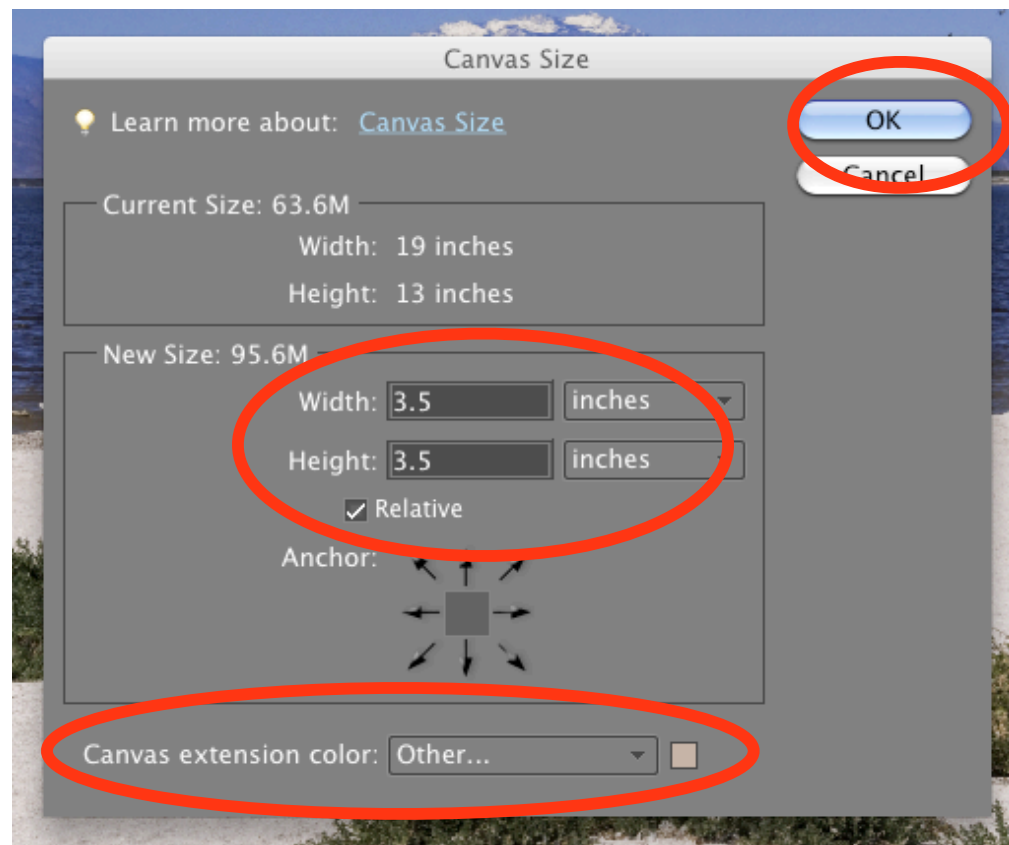 Canvas Size
Learn more about: Canvas Size
OK
Cancel
Current Size: 63.6M
Width: 19 inches
Height: 13 inches
New Size: 95.6M
Width: 3.5 inches
Height: 3.5 inches
Relative
Anchor:
Canvas extension color: Other...